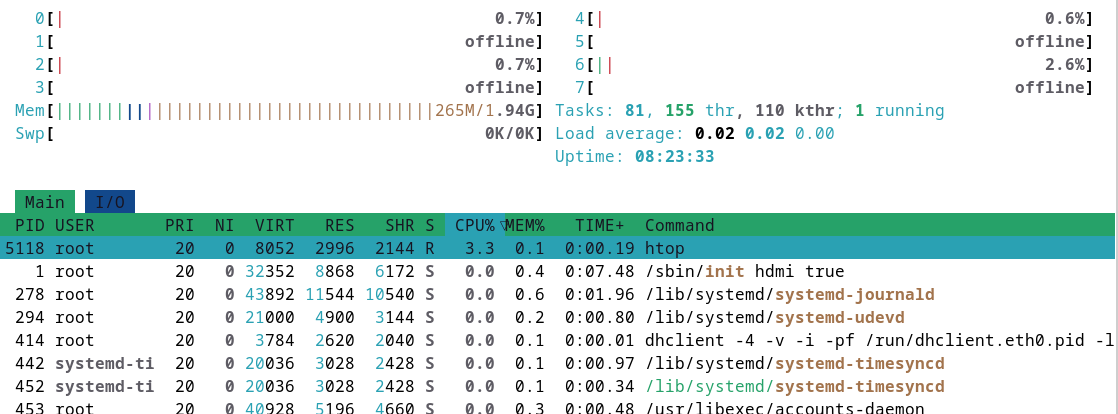 0[| 0.7%] 4[| 0.6%]
1[ offline] 5[ offline]
2[| 0.7%] 6[|| 2.6%]
3[ offline] 7[ offline]
Mem[||||||||||||||||||||||||||||||||||||||265M/1.94G] Tasks: 81, 155 thr, 110 kthr; 1 running
Swp[ 0K/0K] Load average: 0.02 0.02 0.00
Uptime: 08:23:33
Main I/O
PID USER PRI NI VIRT RES SHR S CPU%▽MEM% TIME+ Command
5118 root 20 0 8052 2996 2144 R 3.3 0.1 0:00.19 htop
1 root 20 0 32352 8868 6172 S 0.0 0.4 0:07.48 /sbin/init hdmi true
278 root 20 0 43892 11544 10540 S 0.0 0.6 0:01.96 /lib/systemd/systemd-journald
294 root 20 0 21000 4900 3144 S 0.0 0.2 0:00.80 /lib/systemd/systemd-udevd
414 root 20 0 3784 2620 2040 S 0.0 0.1 0:00.01 dhclient -4 -v -i -pf /run/dhclient.eth0.pid -l
442 systemd-ti 20 0 20036 3028 2428 S 0.0 0.1 0:00.97 /lib/systemd/systemd-timesyncd
452 systemd-ti 20 0 20036 3028 2428 S 0.0 0.1 0:00.34 /lib/systemd/systemd-timesyncd
453 root 20 0 40928 5196 4660 S 0.0 0.3 0:00.48 /usr/libexec/accounts-daemon